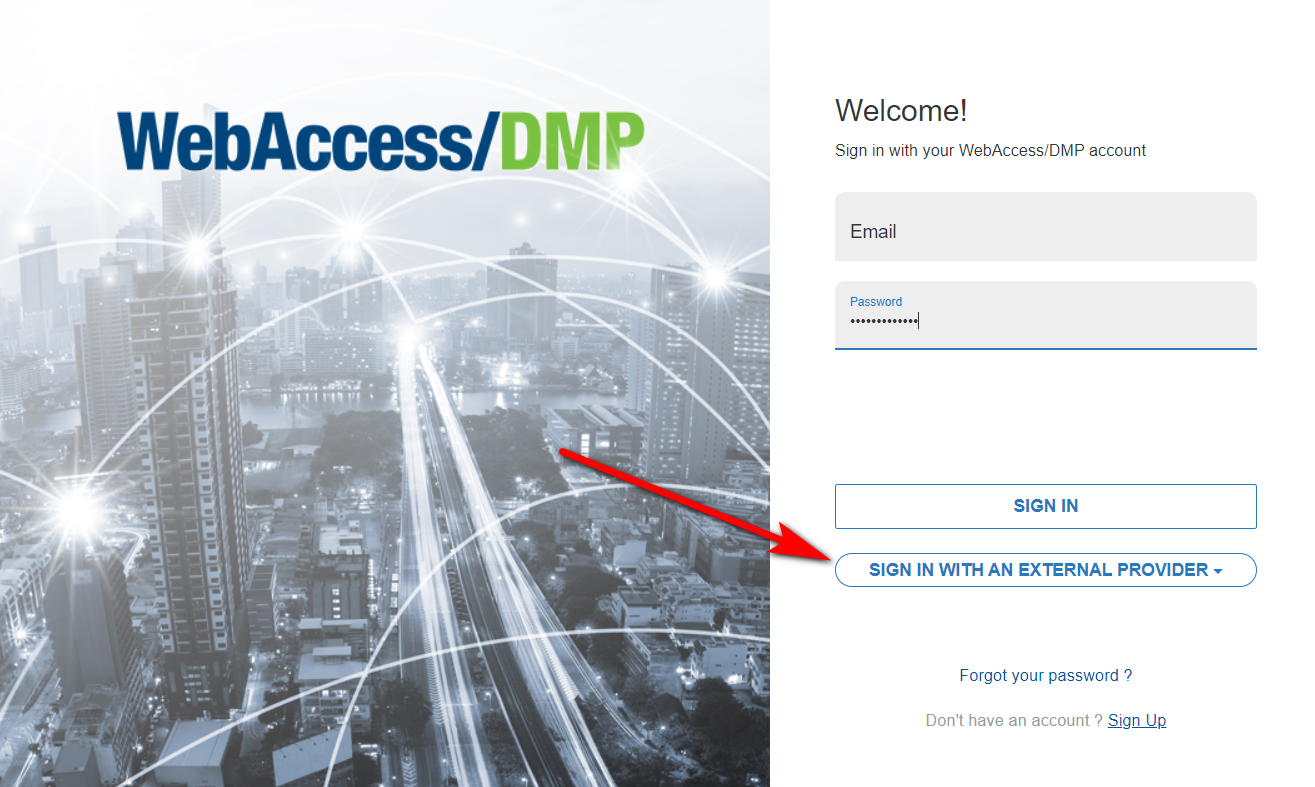 WebAccess/DMP
Welcome!
Sign in with your WebAccess/DMP account
Email
Password
•••••••••••••
SIGN IN
SIGN IN WITH AN EXTERNAL PROVIDER
Forgot your password ?
Don't have an account ? Sign Up